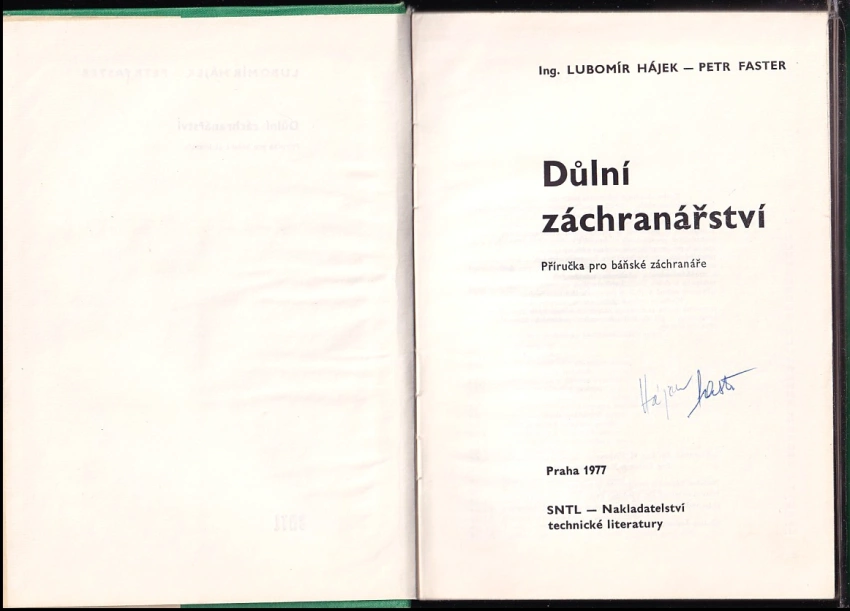 Ing. LUBOMÍR HÁJEK — PETR FASTER
Důlní
záchranářství
Příručka pro báňské záchranáře
Praha 1977
SNTL — Nakladatelství
technické literatury